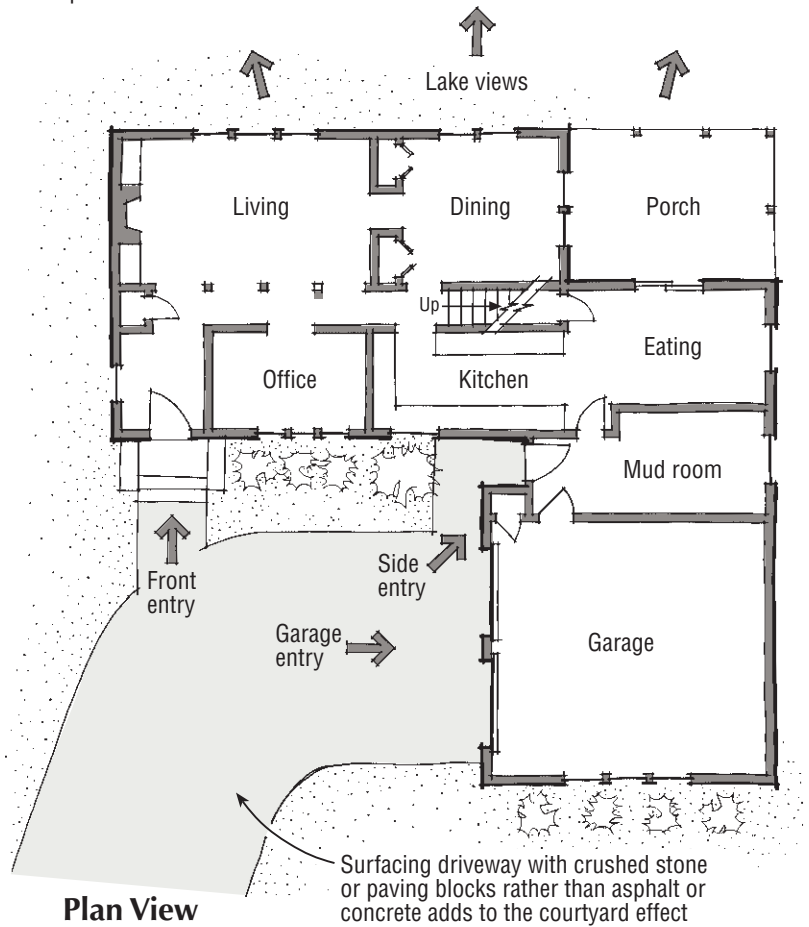 Lake views
Living
Dining
Porch
Up
Eating
Office
Kitchen
Mud room
Front
entry
Side
entry
Garage
entry
Garage
Surfacing driveway with crushed stone
or paving blocks rather than asphalt or
concrete adds to the courtyard effect
Plan View